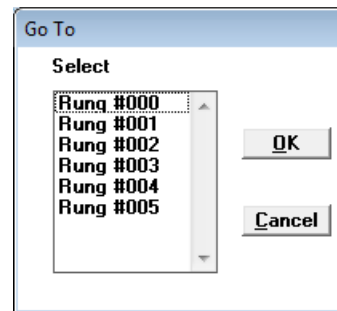 Go To
Select
Rung #000
Rung #001
Rung #002
Rung #003
Rung #004
Rung #005
OK
Cancel